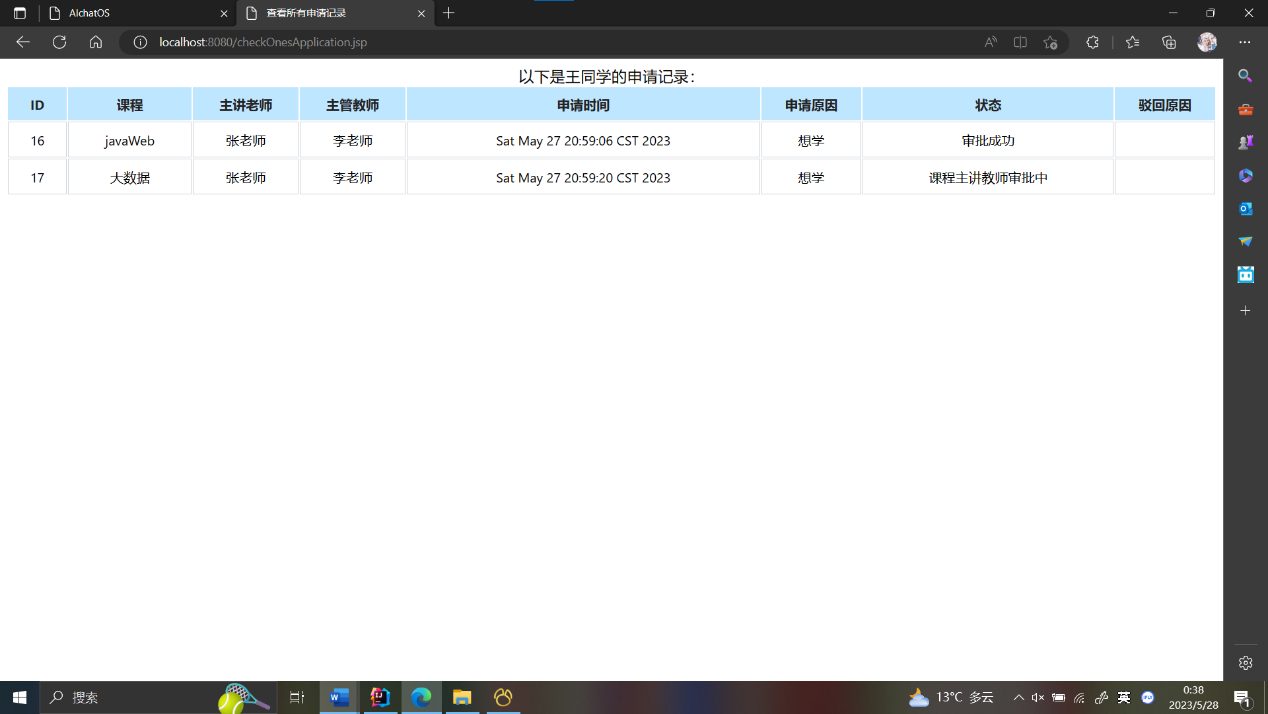 AIchatOS
查看所有申请记录
localhost:8080/checkOnesApplication.jsp
以下是王同学的申请记录：
ID 课程 主讲老师 主管教师 申请时间 申请原因 状态 驳回原因
16 javaWeb 张老师 李老师 Sat May 27 20:59:06 CST 2023 想学 审批成功
17 大数据 张老师 李老师 Sat May 27 20:59:20 CST 2023 想学 课程主讲教师审批中
搜索
13°C 多云
英
0:38
2023/5/28
1